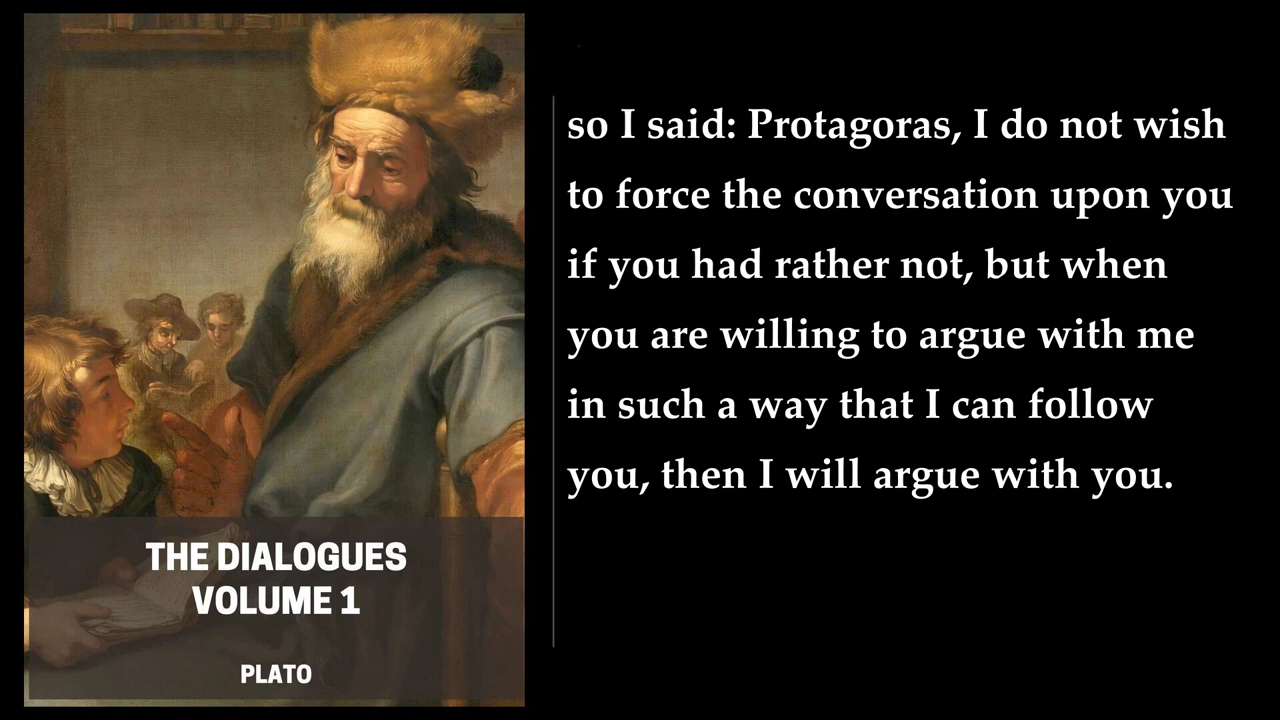 so I said: Protagoras, I do not wish
to force the conversation upon you
if you had rather not, but when
you are willing to argue with me
in such a way that I can follow
you, then I will argue with you.
THE DIALOGUES
VOLUME 1
PLATO